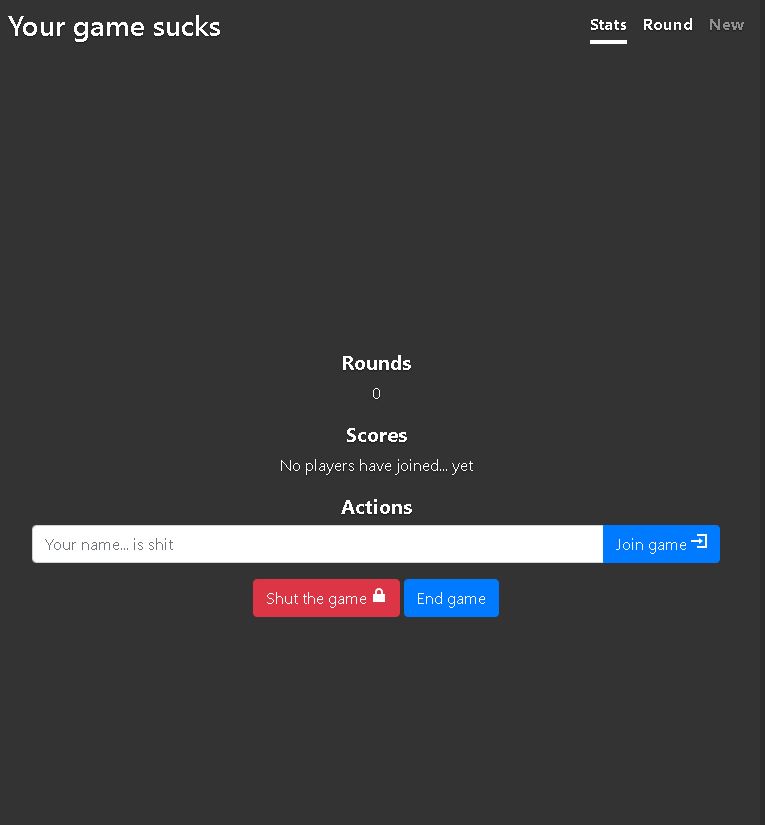 Your game sucks
Stats Round New
Rounds
0
Scores
No players have joined... yet
Actions
Your name... is shit
Join game
Shut the game
End game